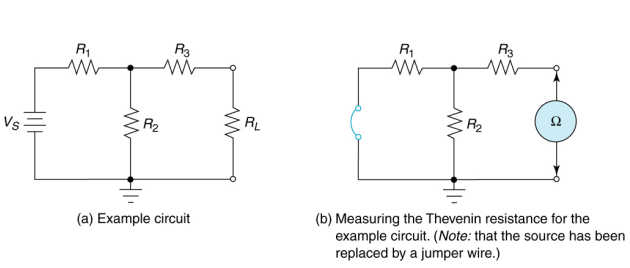 R1 R3
VS R2 RL
(a) Example circuit
R1 R3
R2 Ω
(b) Measuring the Thevenin resistance for the
example circuit. (Note: that the source has been
replaced by a jumper wire.)